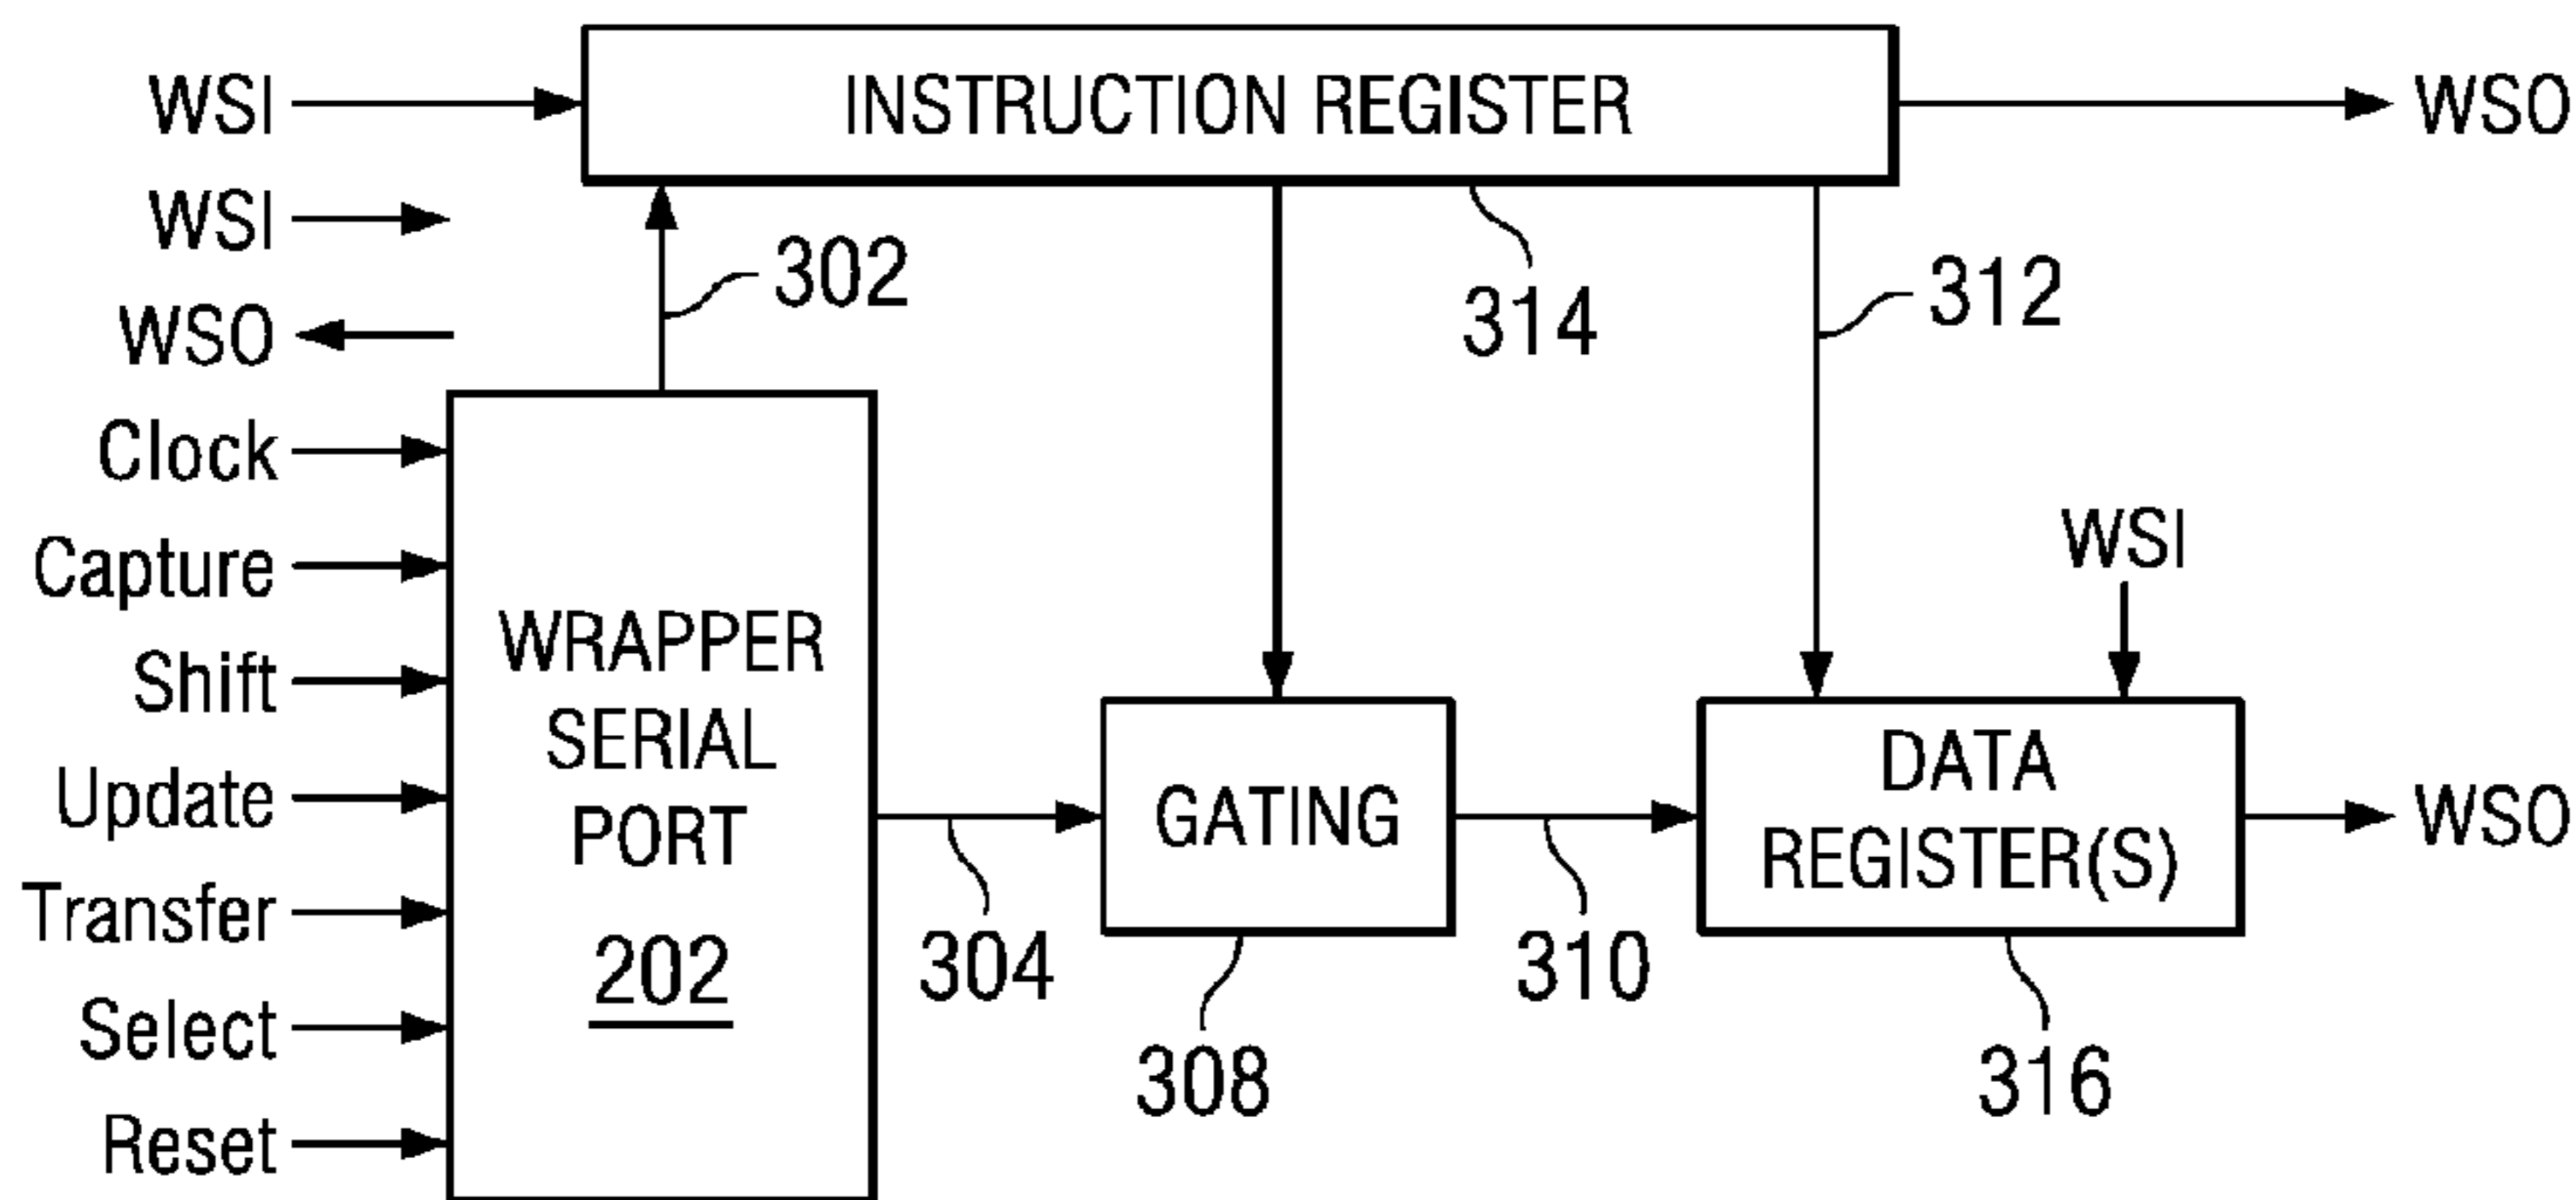 WSI
INSTRUCTION REGISTER
WSO
WSI
302
312
314
WSO
Clock
Capture
WSI
Shift
WRAPPER
SERIAL
PORT
202
Update
GATING
DATA
REGISTER(S)
WSO
Transfer
304
310
Select
308
316
Reset